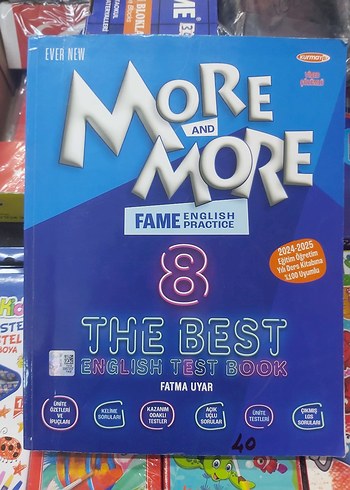 EVER NEW
Kurmay
MORE
AND
MORE
FAME ENGLISH
PRACTICE
2024-2025
Eğitim Öğretim
Yılı Ders Kitabına
%100 Uyumlu
8
THE BEST
ENGLISH TEST BOOK
FATMA UYAR
ÜNİTE
ÖZETLERİ
VE
İPUÇLARI
KELİME
SORULARI
KAZANIM
ODAKLI
TESTLER
AÇIK
UÇLU
SORULAR
ÜNİTE
TESTLERİ
ÇIKMIŞ
LGS
SORULARI
40